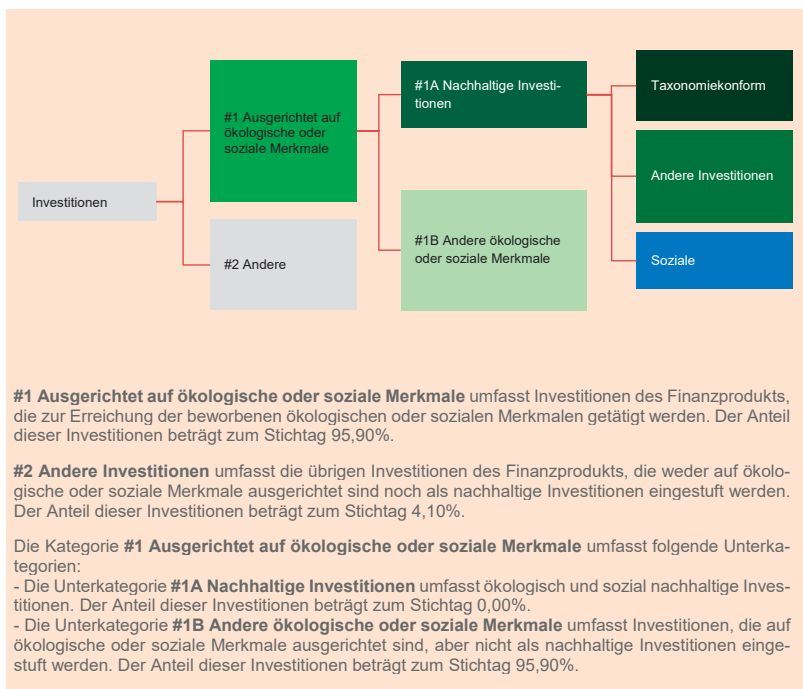 Investitionen
#1 Ausgerichtet auf
ökologische oder
soziale Merkmale
#2 Andere
#1A Nachhaltige Investi-
tionen
#1B Andere ökologische
oder soziale Merkmale
Taxonomiekonform
Andere Investitionen
Soziale
#1 Ausgerichtet auf ökologische oder soziale Merkmale umfasst Investitionen des Finanzprodukts,
die zur Erreichung der beworbenen ökologischen oder sozialen Merkmalen getätigt werden. Der Anteil
dieser Investitionen beträgt zum Stichtag 95,90%.
#2 Andere Investitionen umfasst die übrigen Investitionen des Finanzprodukts, die weder auf ökolo-
gische oder soziale Merkmale ausgerichtet sind noch als nachhaltige Investitionen eingestuft werden.
Der Anteil dieser Investitionen beträgt zum Stichtag 4,10%.
Die Kategorie #1 Ausgerichtet auf ökologische oder soziale Merkmale umfasst folgende Unterka-
tegorien:
- Die Unterkategorie #1A Nachhaltige Investitionen umfasst ökologisch und sozial nachhaltige Inves-
titionen. Der Anteil dieser Investitionen beträgt zum Stichtag 0,00%.
- Die Unterkategorie #1B Andere ökologische oder soziale Merkmale umfasst Investitionen, die auf
ökologische oder soziale Merkmale ausgerichtet sind, aber nicht als nachhaltige Investitionen einge-
stuft werden. Der Anteil dieser Investitionen beträgt zum Stichtag 95,90%.